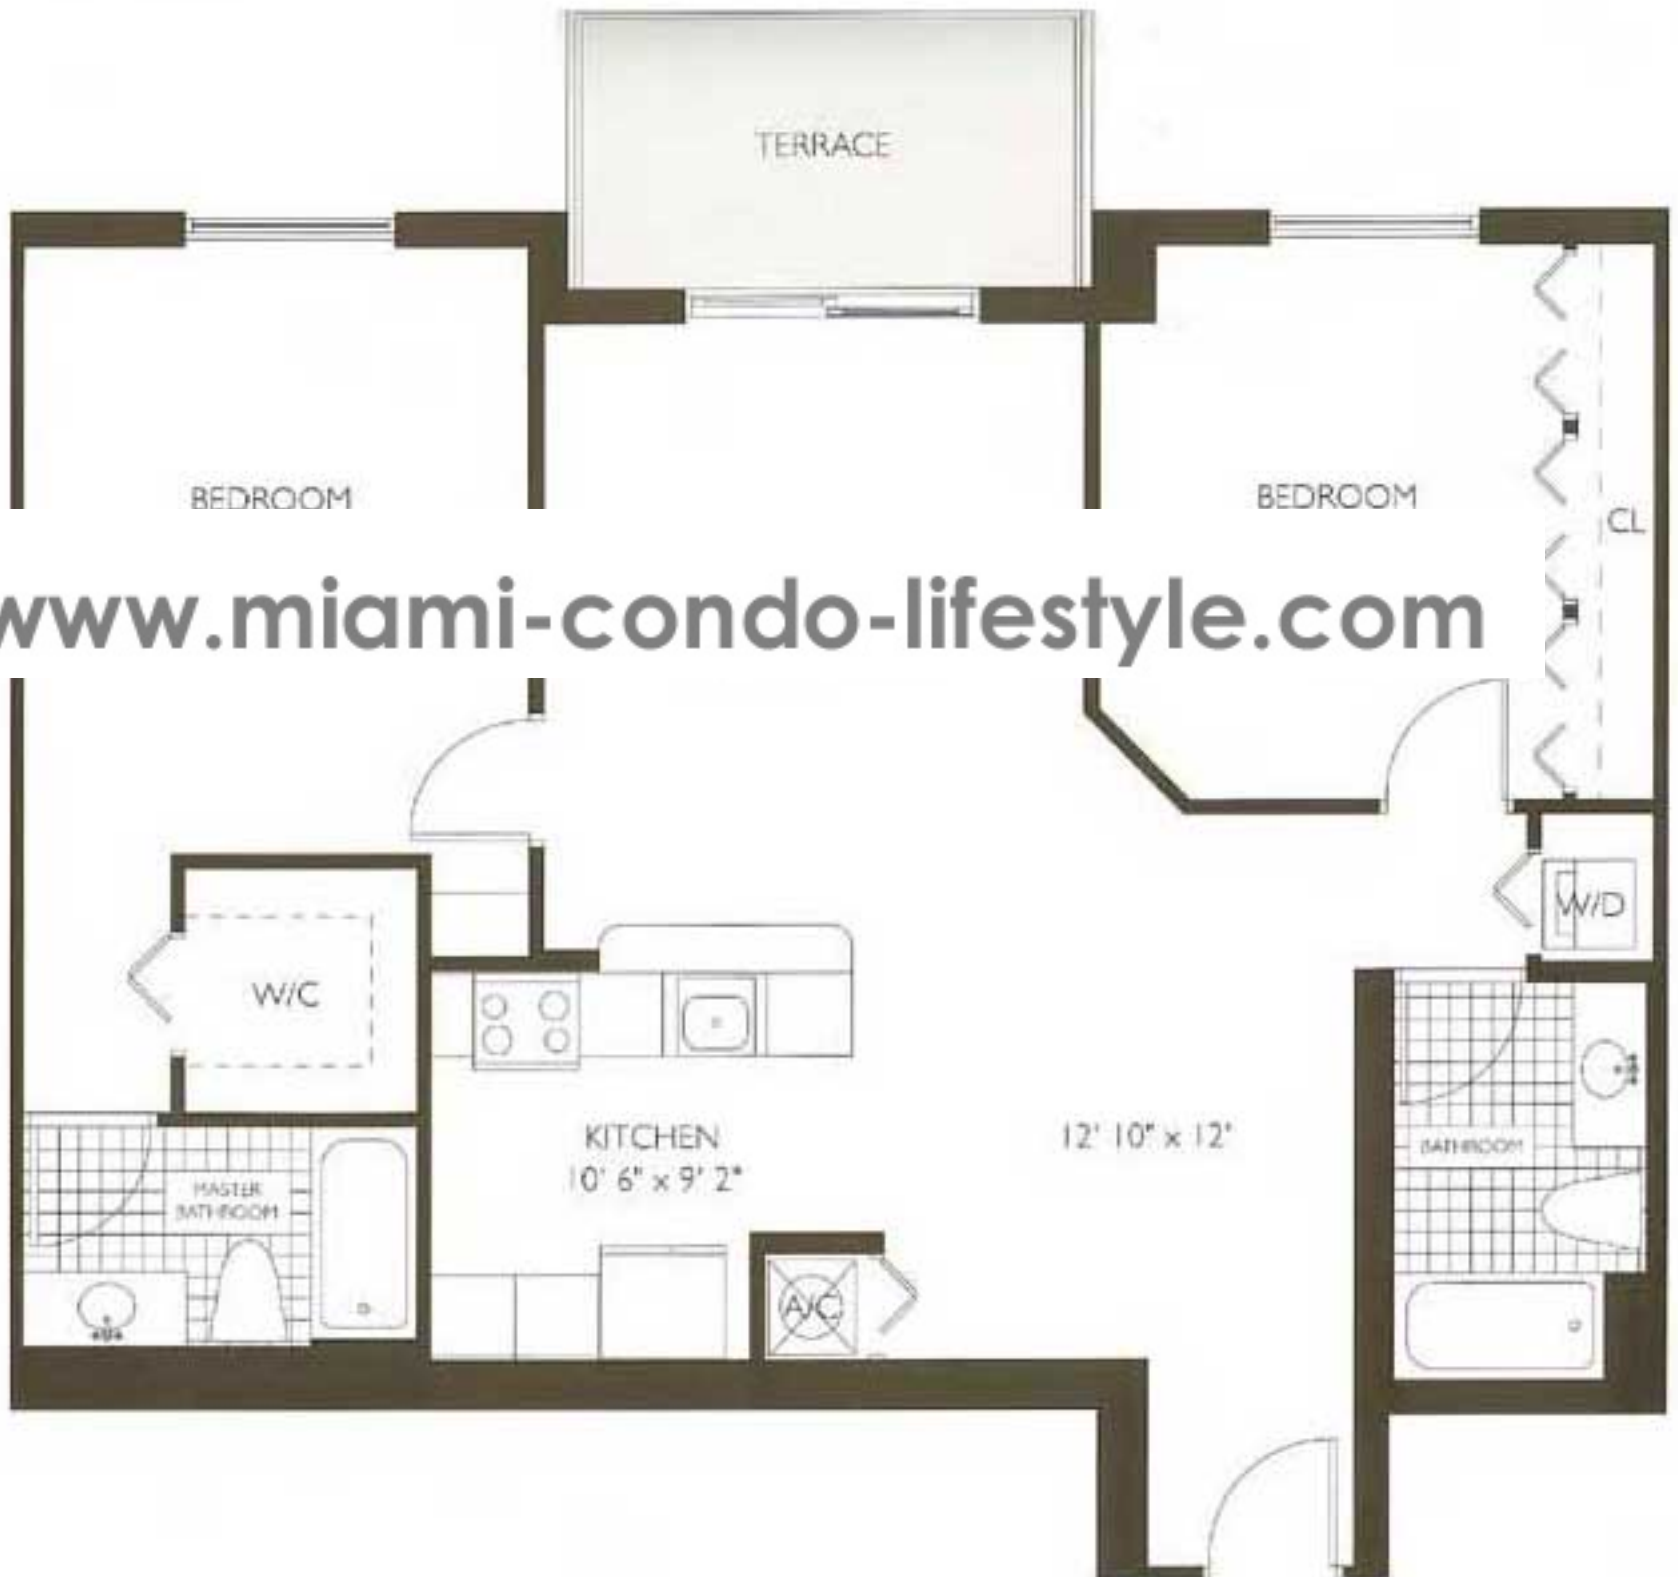 TERRACE
BEDROOM
BEDROOM
CL
www.miami-condo-lifestyle.com
W/D
W/C
KITCHEN
10' 6" x 9' 2"
12' 10" x 12'
BATHROOM
MASTER
BATHROOM
A/C